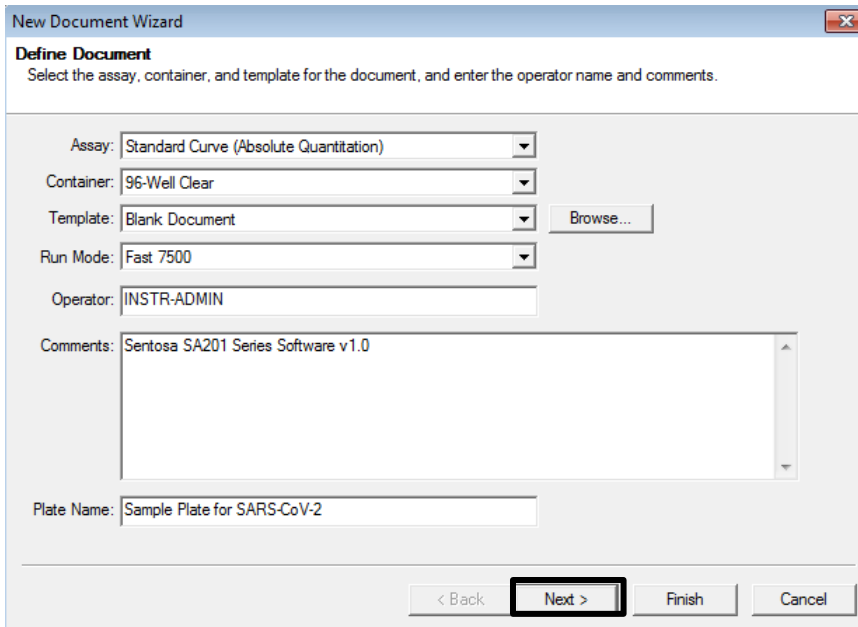 New Document Wizard
Define Document
Select the assay, container, and template for the document, and enter the operator name and comments.
Assay: Standard Curve (Absolute Quantitation)
Container: 96-Well Clear
Template: Blank Document Browse...
Run Mode: Fast 7500
Operator: INSTR-ADMIN
Comments: Sentosa SA201 Series Software v1.0
Plate Name: Sample Plate for SARS-CoV-2
< Back Next > Finish Cancel